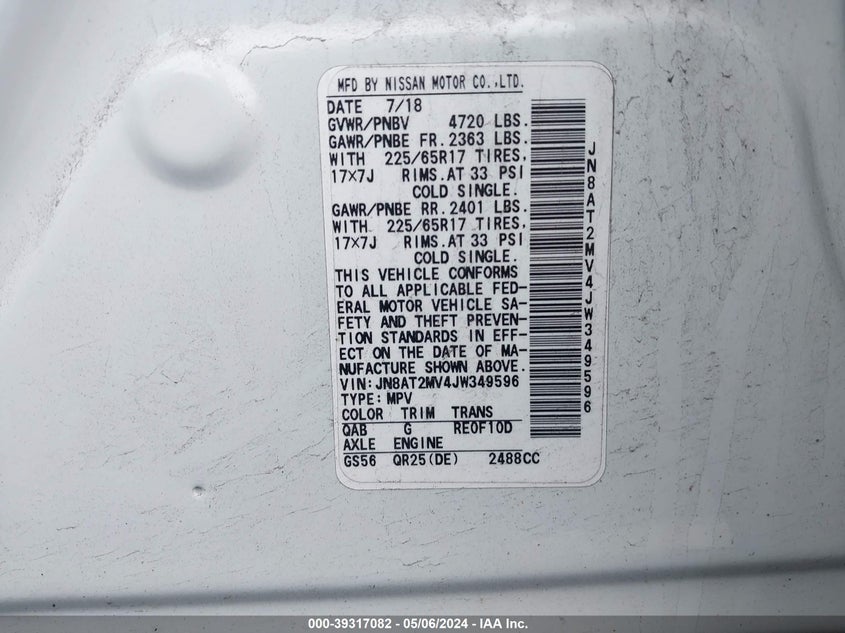 MFD BY NISSAN MOTOR CO.,LTD.
DATE 7/18
GVWR/PNBV 4720 LBS.
GAWR/PNBE FR. 2363 LBS.
WITH 225/65R17 TIRES,
17×7J RIMS.AT 33 PSI
COLD SINGLE.
GAWR/PNBE RR. 2401 LBS.
WITH 225/65R17 TIRES,
17×7J RIMS.AT 33 PSI
COLD SINGLE.
THIS VEHICLE CONFORMS
TO ALL APPLICABLE FED-
ERAL MOTOR VEHICLE SA-
FETY AND THEFT PREVEN-
TION STANDARDS IN EFF-
ECT ON THE DATE OF MA-
NUFACTURE SHOWN ABOVE.
VIN:JN8AT2MV4JW349596
TYPE:MPV
COLOR TRIM TRANS
QAB G RE0F10D
AXLE ENGINE
GS56 QR25(DE) 2488CC
JN8AT2MV4JW349596
000-39317082 - 05/06/2024 - IAA Inc.